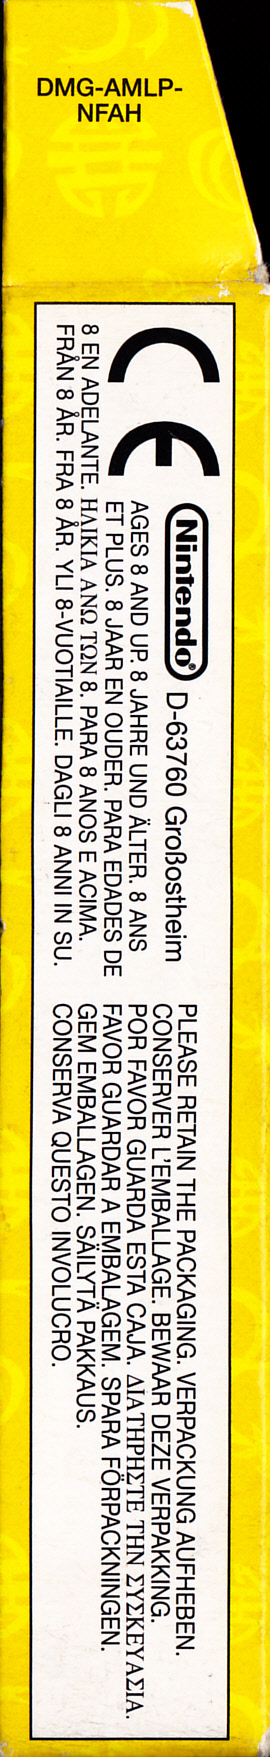 DMG-AMLP-
NFAH
CE
Nintendo® D-63760 Großostheim
AGES 8 AND UP. 8 JAHRE UND ÄLTER. 8 ANS
ET PLUS. 8 JAAR EN OUDER. PARA EDADES DE
8 EN ADELANTE. ΗΛΙΚΙΑ ΑΝΩ ΤΩΝ 8. PARA 8 ANOS E ACIMA.
FRÅN 8 ÅR. FRA 8 ÅR. YLI 8-VUOTIAILLE. DAGLI 8 ANNI IN SU.
PLEASE RETAIN THE PACKAGING. VERPACKUNG AUFHEBEN.
CONSERVER L'EMBALLAGE. BEWAAR DEZE VERPAKKING.
POR FAVOR GUARDA ESTA CAJA. ΔΙΑΤΗΡΗΣΤΕ ΤΗΝ ΣΥΣΚΕΥΑΣΙΑ.
FAVOR GUARDAR A EMBALAGEM. SPARA FÖRPACKNINGEN.
GEM EMBALLAGEN. SÄILYTÄ PAKKAUS.
CONSERVA QUESTO INVOLUCRO.